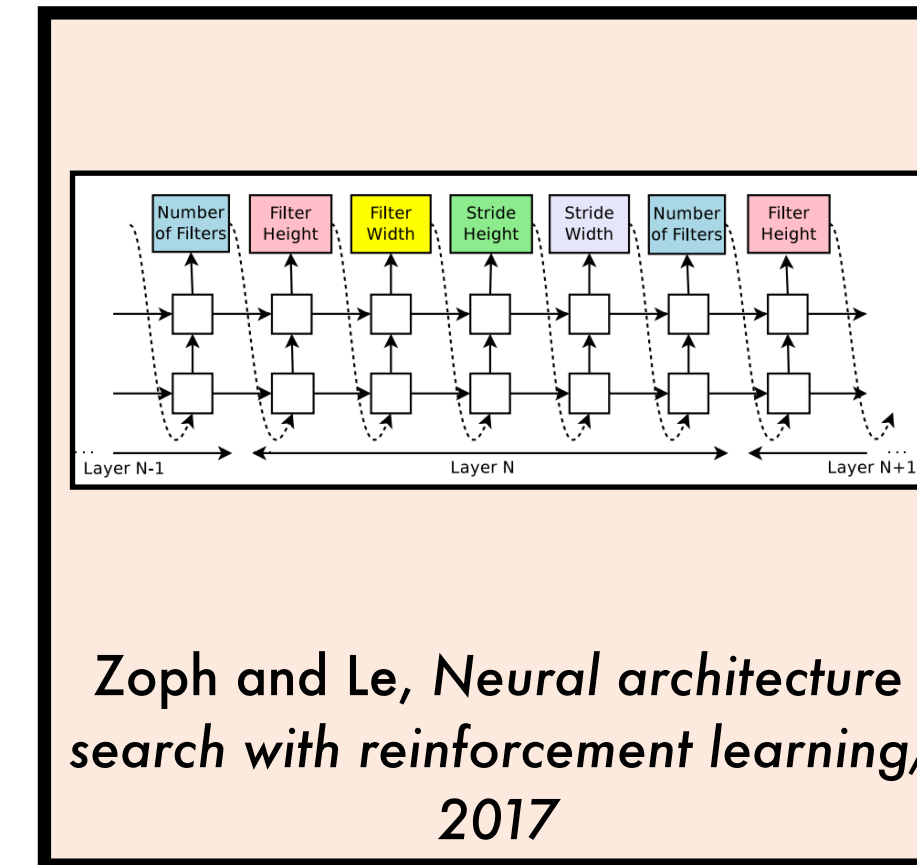 Number of Filters
Filter Height
Filter Width
Stride Height
Stride Width
Number of Filters
Filter Height
... Layer N-1
Layer N
Layer N+1 ...
Zoph and Le, Neural architecture
search with reinforcement learning,
2017